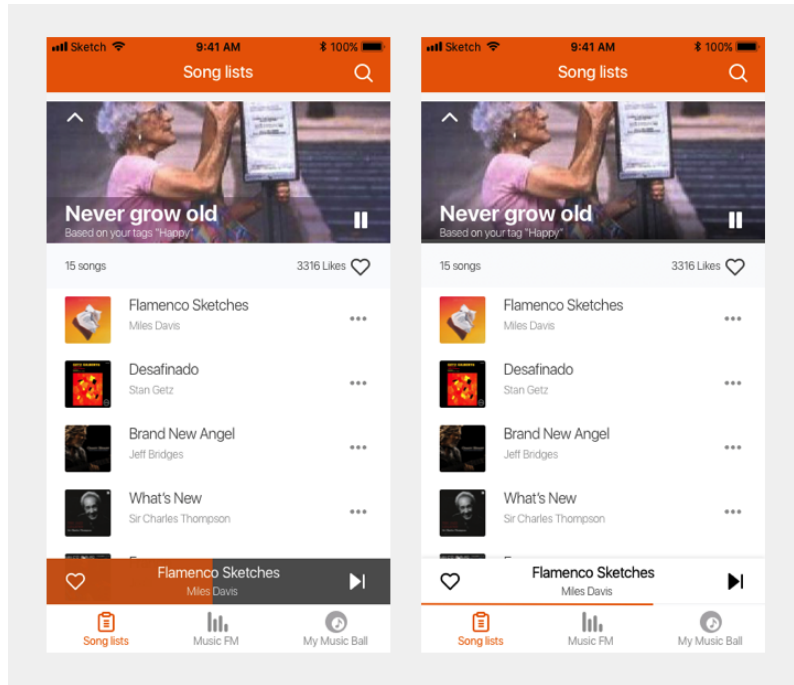 Sketch 9:41 AM 100%
Song lists
Never grow old
Based on your tags "Happy"
15 songs 3316 Likes
Flamenco Sketches
Miles Davis
Desafinado
Stan Getz
Brand New Angel
Jeff Bridges
What's New
Sir Charles Thompson
Flamenco Sketches
Miles Davis
Song lists Music FM My Music Ball
Sketch 9:41 AM 100%
Song lists
Never grow old
Based on your tag "Happy"
15 songs 3316 Likes
Flamenco Sketches
Miles Davis
Desafinado
Stan Getz
Brand New Angel
Jeff Bridges
What's New
Sir Charles Thompson
Flamenco Sketches
Miles Davis
Song lists Music FM My Music Ball